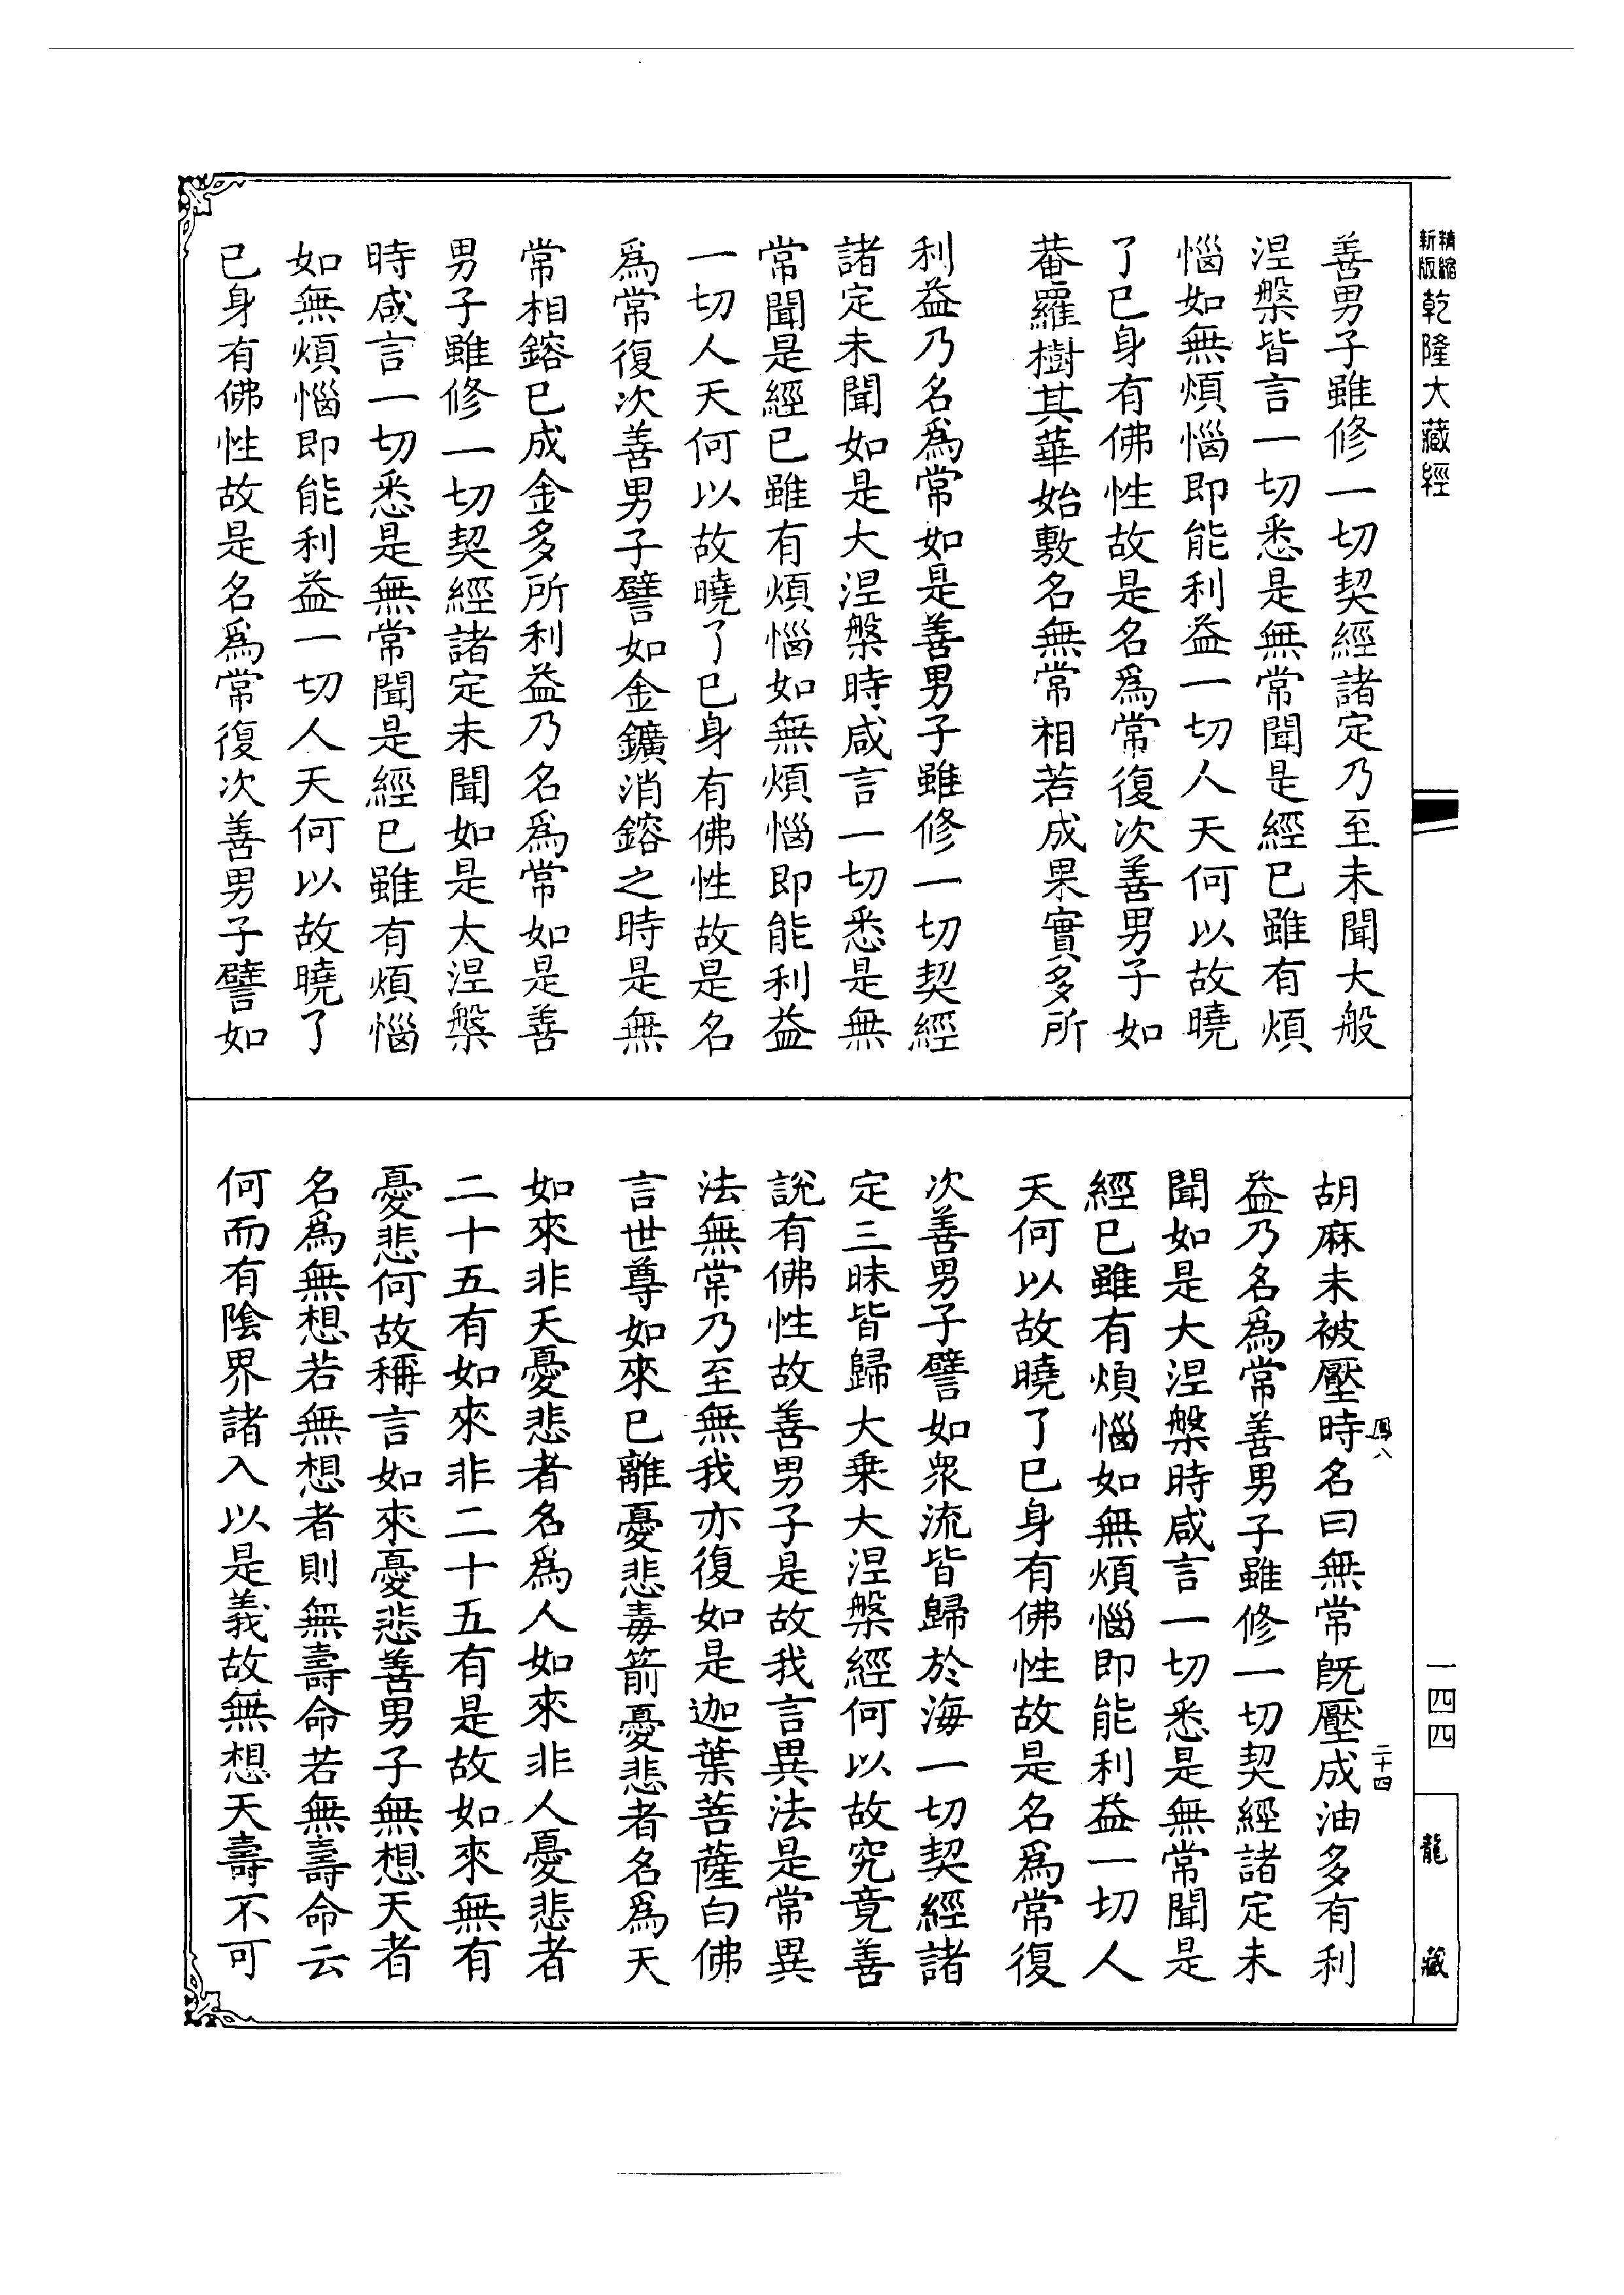 精縮新版乾隆大藏經
善男子雖修一切契經諸定乃至未聞大般
涅槃皆言一切悉是無常聞是經已雖有煩
惱如無煩惱即能利益一切人天何以故曉
了已身有佛性故是名爲常復次善男子如
菴羅樹其華始敷名無常相若成果實多所
利益乃名爲常如是善男子雖修一切契經
諸定未聞如是大涅槃時咸言一切悉是無
常聞是經已雖有煩惱如無煩惱即能利益
一切人天何以故曉了已身有佛性故是名
爲常復次善男子譬如金鑛消鎔之時是無
常相鎔已成金多所利益乃名爲常如是善
男子雖修一切契經諸定未聞如是大涅槃
時咸言一切悉是無常聞是經已雖有煩惱
如無煩惱即能利益一切人天何以故曉了
已身有佛性故是名爲常復次善男子譬如
鳳八
二十四
胡麻未被壓時名曰無常既壓成油多有利
益乃名爲常善男子雖修一切契經諸定未
聞如是大涅槃時咸言一切悉是無常聞是
經已雖有煩惱如無煩惱即能利益一切人
天何以故曉了已身有佛性故是名爲常復
次善男子譬如衆流皆歸於海一切契經諸
定三昧皆歸大乗大涅槃經何以故究竟善
說有佛性故善男子是故我言異法是常異
法無常乃至無我亦復如是迦葉菩薩白佛
言世尊如來已離憂悲毒箭憂悲者名爲天
如來非天憂悲者名爲人如來非人憂悲者
二十五有如來非二十五有是故如來無有
憂悲何故稱言如來憂悲善男子無想天者
名爲無想若無想者則無壽命若無壽命云
何而有陰界諸入以是義故無想天壽不可
一四四
龍藏